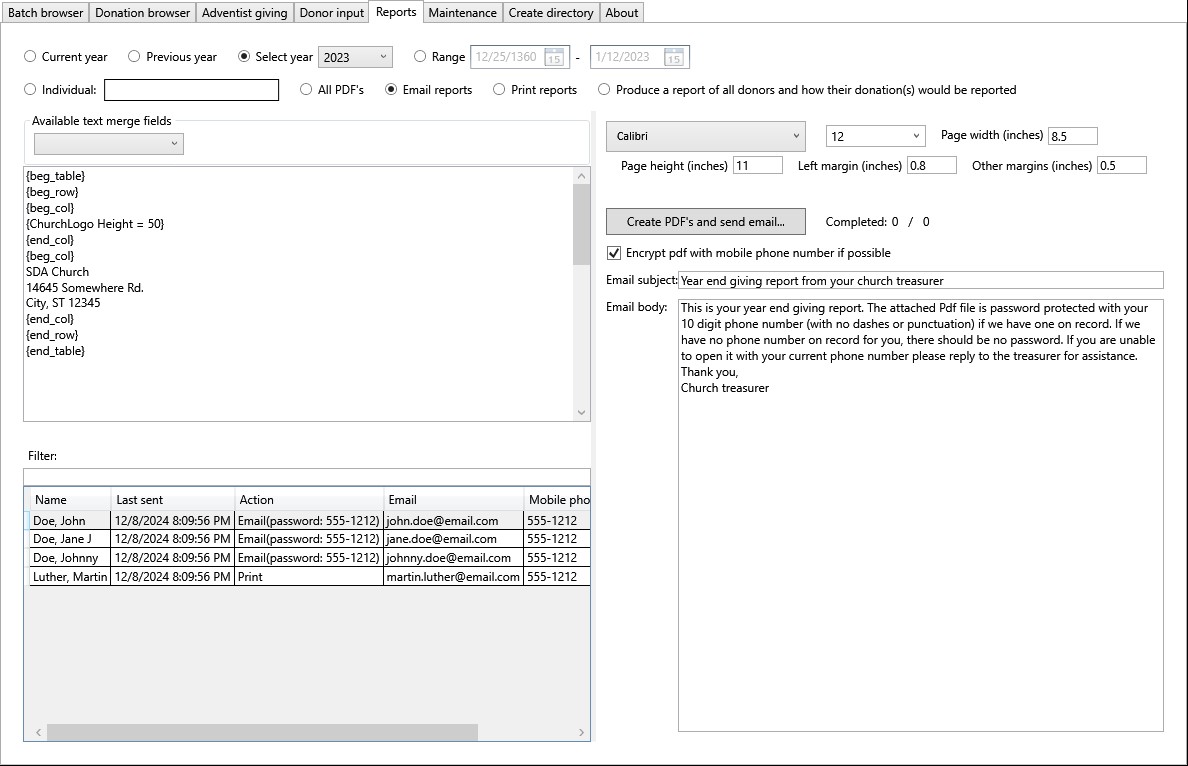 Batch browser Donation browser Adventist giving Donor input Reports Maintenance Create directory About
Current year Previous year Select year 2023 Range 12/25/1360 15 - 1/12/2023 15
Individual: All PDF's Email reports Print reports Produce a report of all donors and how their donation(s) would be reported
Available text merge fields
{beg_table}
{beg_row}
{beg_col}
{ChurchLogo Height = 50}
{end_col}
{beg_col}
SDA Church
14645 Somewhere Rd.
City, ST 12345
{end_col}
{end_row}
{end_table}
Filter:
Name Last sent Action Email Mobile pho
Doe, John 12/8/2024 8:09:56 PM Email(password: 555-1212) john.doe@email.com 555-1212
Doe, Jane J 12/8/2024 8:09:56 PM Email(password: 555-1212) jane.doe@email.com 555-1212
Doe, Johnny 12/8/2024 8:09:56 PM Email(password: 555-1212) johnny.doe@email.com 555-1212
Luther, Martin 12/8/2024 8:09:56 PM Print martin.luther@email.com 555-1212
Calibri 12 Page width (inches) 8.5
Page height (inches) 11 Left margin (inches) 0.8 Other margins (inches) 0.5
Create PDF's and send email... Completed: 0 / 0
Encrypt pdf with mobile phone number if possible
Email subject: Year end giving report from your church treasurer
Email body: This is your year end giving report. The attached Pdf file is password protected with your
10 digit phone number (with no dashes or punctuation) if we have one on record. If we
have no phone number on record for you, there should be no password. If you are unable
to open it with your current phone number please reply to the treasurer for assistance.
Thank you,
Church treasurer